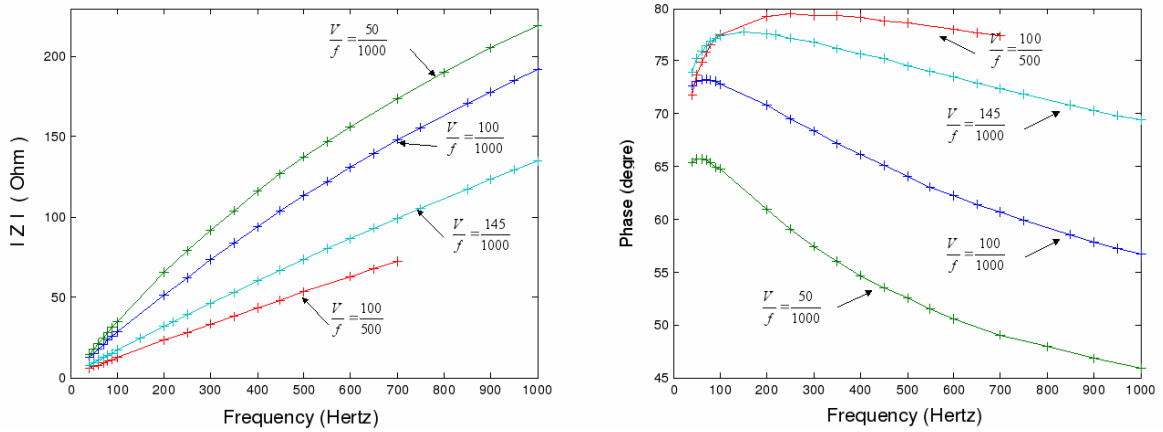 200
150
100
50
0
I Z I ( Ohm )
0 100 200 300 400 500 600 700 800 900 1000
Frequency (Hertz)
V/f = 50/1000
V/f = 100/1000
V/f = 145/1000
V/f = 100/500
80
75
70
65
60
55
50
45
Phase (degre)
0 100 200 300 400 500 600 700 800 900 1000
Frequency (Hertz)
V/f = 100/500
V/f = 145/1000
V/f = 100/1000
V/f = 50/1000